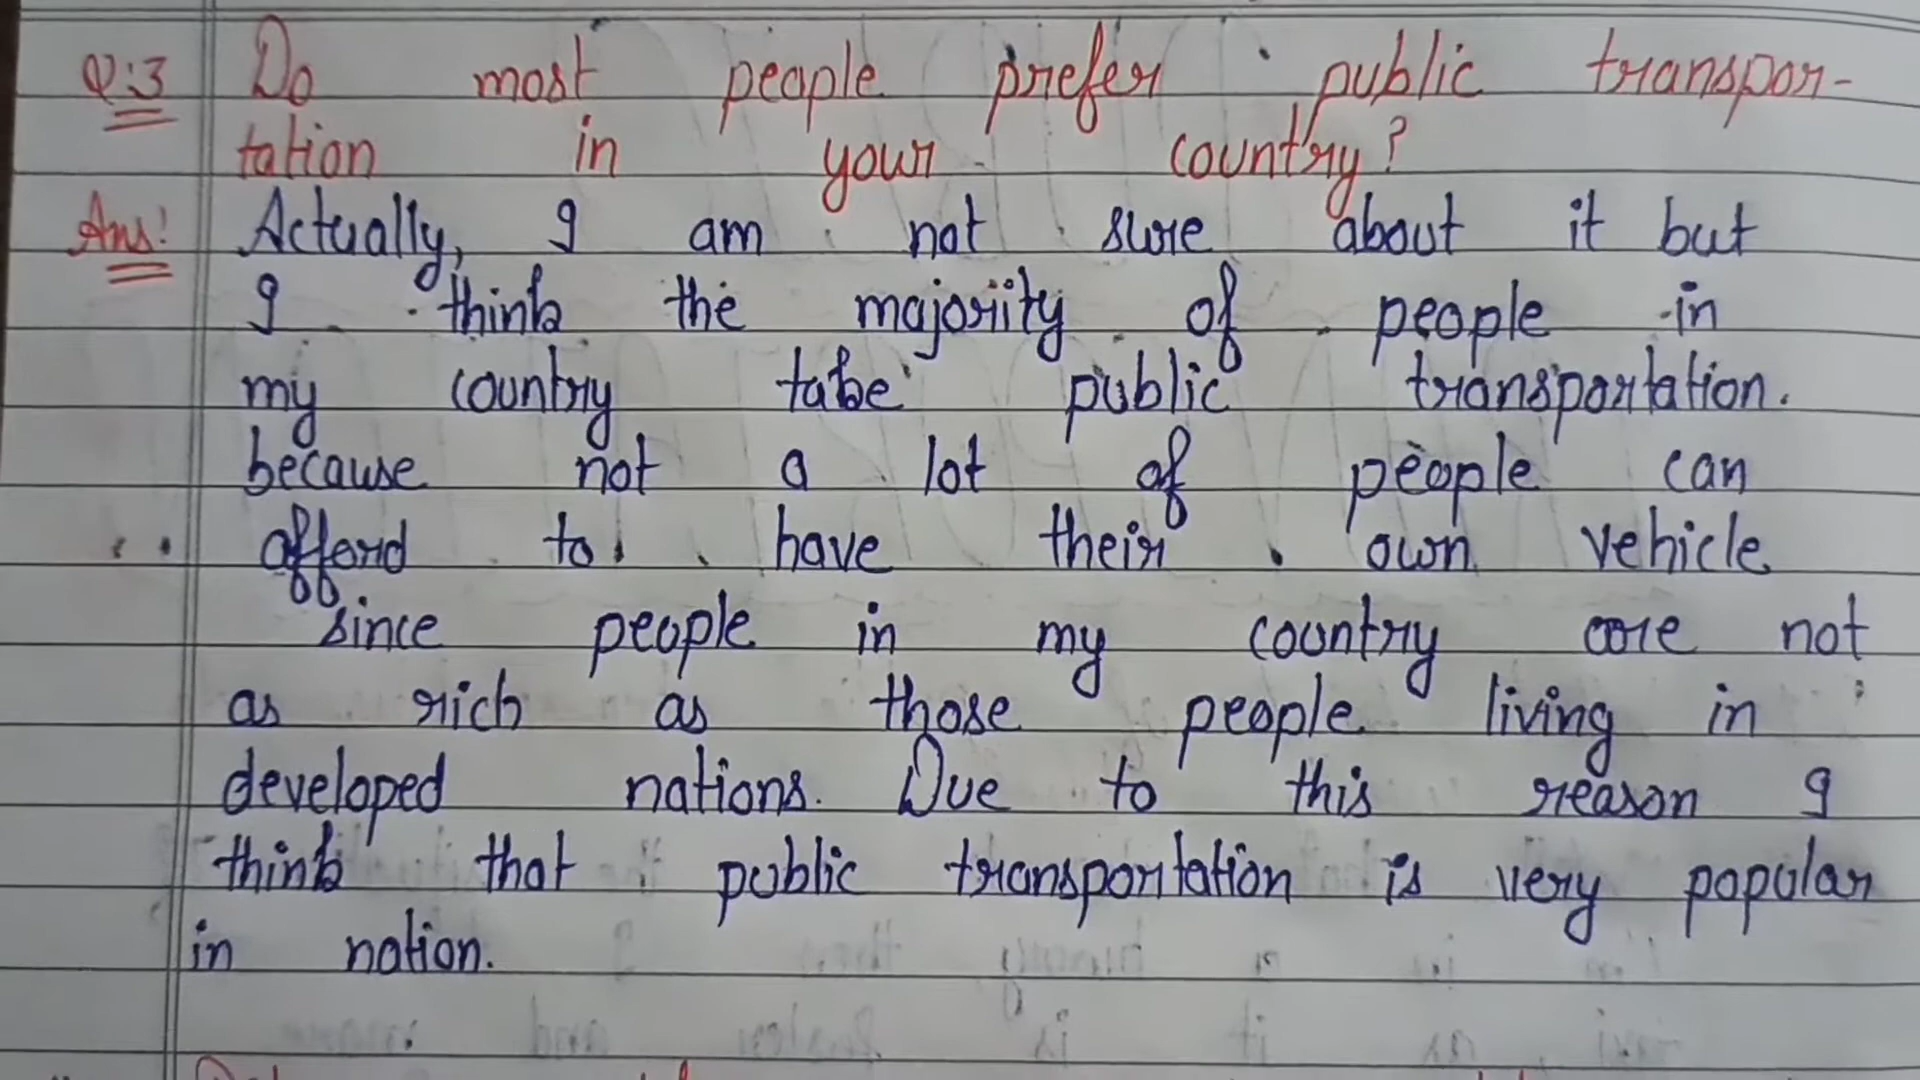 Q:3 Do most people prefer public transpor-
tation in your country?
Ans: Actually, I am not sure about it but
I think the majoriity of people in
my country take public transportation.
because not a lot of people can
afford to have their own vehicle
since people in my country are not
as rich as those people living in
developed nations. Due to this reason I
think that public transportation is very popular
in nation.